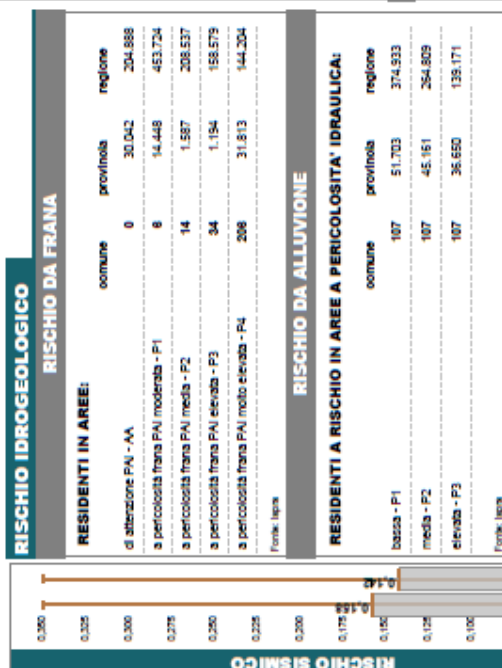 RISCHIO IDROGEOLOGICO
RISCHIO DA FRANA
RESIDENTI IN AREE:
comune provincia regione
di attenzione PAI - AA 0 30.042 204.888
a pericolosità frana PAI moderata - P1 6 14.448 453.724
a pericolosità frana PAI media - P2 14 1.587 208.537
a pericolosità frana PAI elevata - P3 34 1.194 158.579
a pericolosità frana PAI molto elevata - P4 31.813 144.204
Fonte: Ispra
RISCHIO DA ALLUVIONE
RESIDENTI A RISCHIO IN AREE A PERICOLOSITA' IDRAULICA:
comune provincia regione
bassa - P1 107 51.703 374.933
media - P2 107 45.161 264.809
elevata - P3 107 36.650 139.171
Fonte: Ispra
RISCHIO SISMICO
0,350
0,325
0,300
0,275
0,250
0,225
0,200
0,175
0,150
0,125
0,100